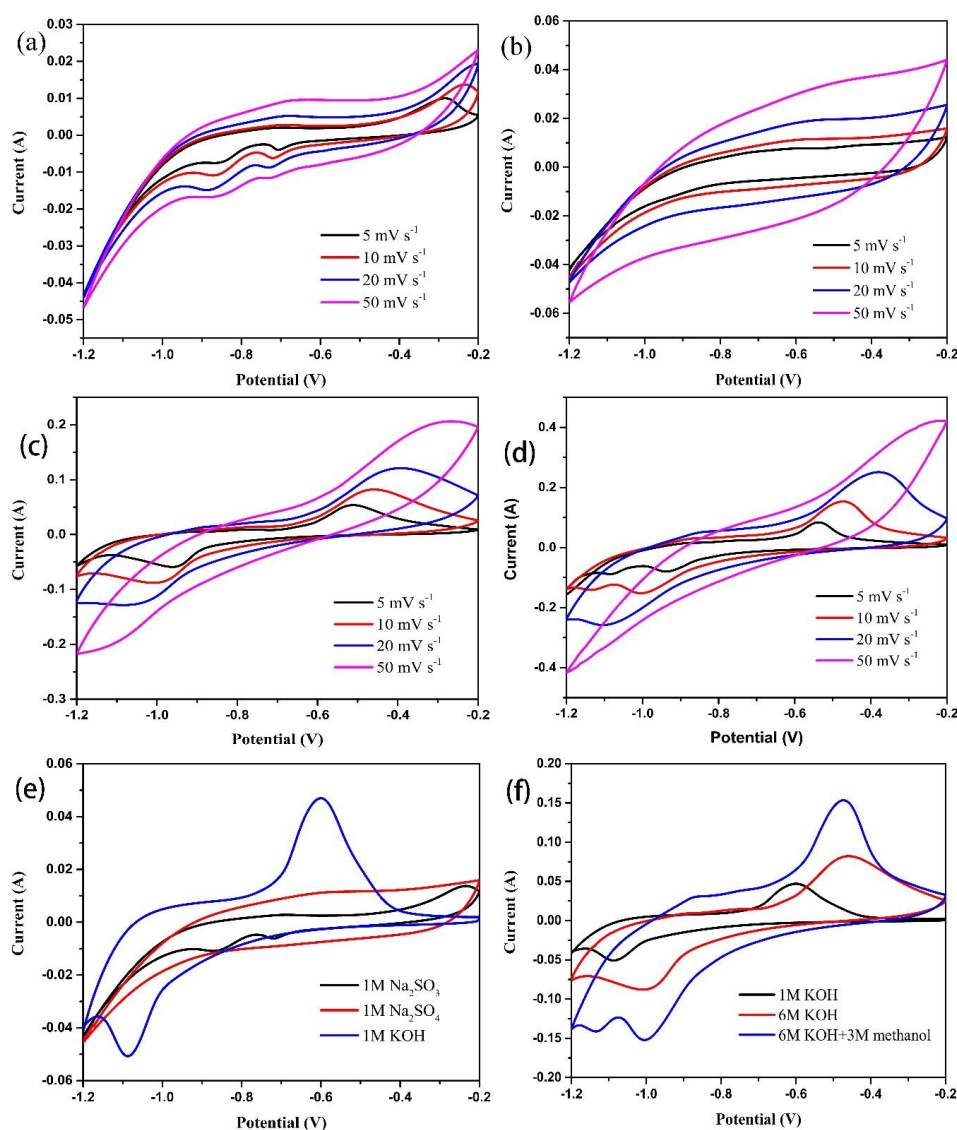 (a)
0.03
0.02
0.01
0.00
-0.01
-0.02
-0.03
-0.04
-0.05
Current (A)
5 mV s⁻¹
10 mV s⁻¹
20 mV s⁻¹
50 mV s⁻¹
-1.2 -1.0 -0.8 -0.6 -0.4 -0.2
Potential (V)
(b)
0.06
0.04
0.02
0.00
-0.02
-0.04
-0.06
Current (A)
5 mV s⁻¹
10 mV s⁻¹
20 mV s⁻¹
50 mV s⁻¹
-1.2 -1.0 -0.8 -0.6 -0.4 -0.2
Potential (V)
(c)
0.2
0.1
0.0
-0.1
-0.2
-0.3
Current (A)
5 mV s⁻¹
10 mV s⁻¹
20 mV s⁻¹
50 mV s⁻¹
-1.2 -1.0 -0.8 -0.6 -0.4 -0.2
Potential (V)
(d)
0.4
0.2
0.0
-0.2
-0.4
Current (A)
5 mV s⁻¹
10 mV s⁻¹
20 mV s⁻¹
50 mV s⁻¹
-1.2 -1.0 -0.8 -0.6 -0.4 -0.2
Potential (V)
(e)
0.06
0.04
0.02
0.00
-0.02
-0.04
-0.06
Current (A)
1M Na₂SO₃
1M Na₂SO₄
1M KOH
-1.2 -1.0 -0.8 -0.6 -0.4 -0.2
Potential (V)
(f)
0.20
0.15
0.10
0.05
0.00
-0.05
-0.10
-0.15
-0.20
Current (A)
1M KOH
6M KOH
6M KOH+3M methanol
-1.2 -1.0 -0.8 -0.6 -0.4 -0.2
Potential (V)